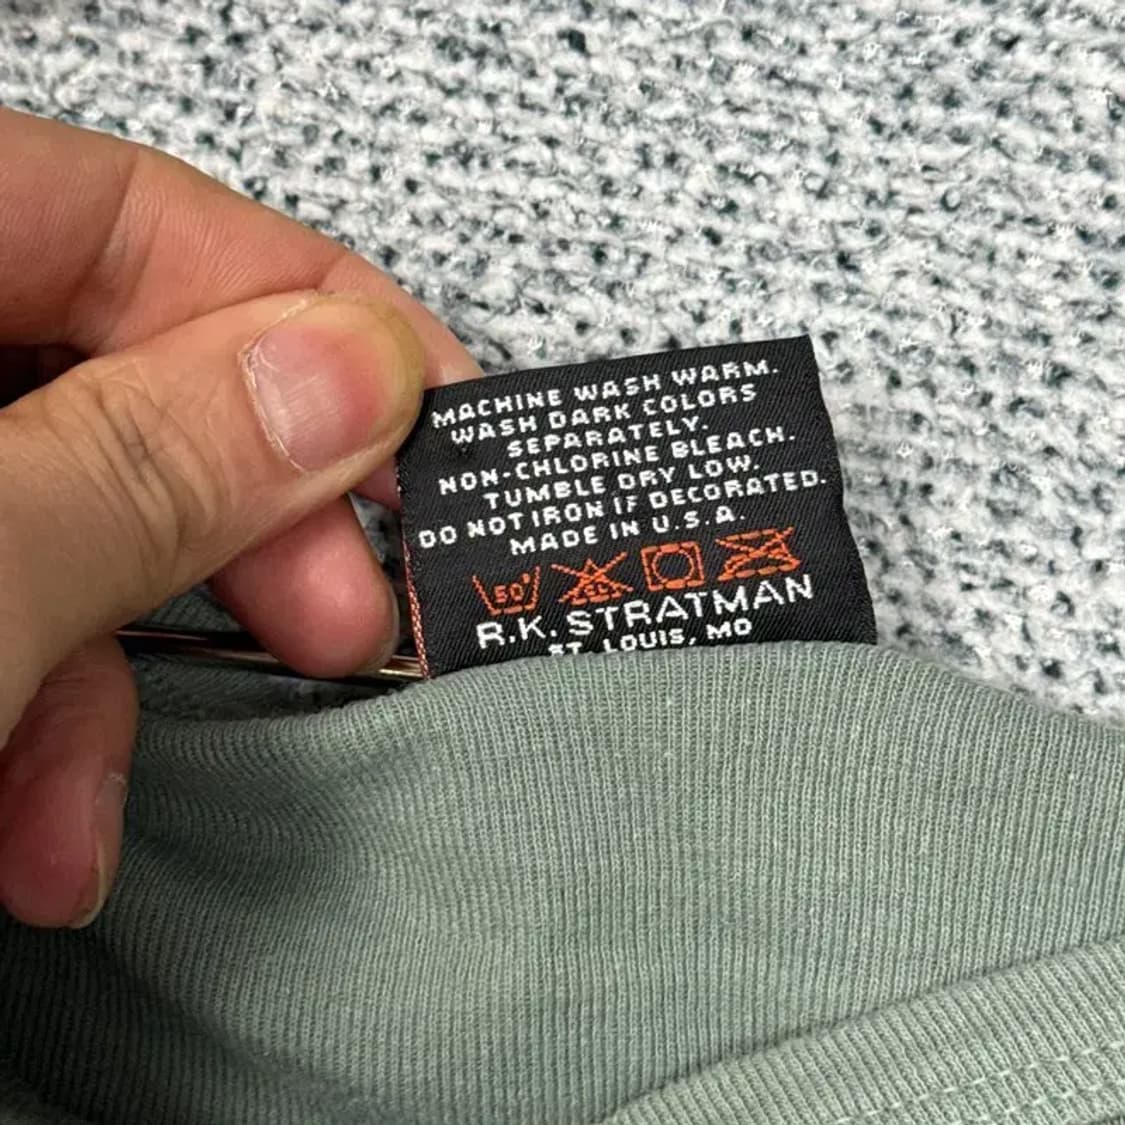 MACHINE WASH WARM.
WASH DARK COLORS
SEPARATELY.
NON-CHLORINE BLEACH.
TUMBLE DRY LOW.
DO NOT IRON IF DECORATED.
MADE IN U.S.A.
50° CL
R.K. STRATMAN
ST. LOUIS, MO